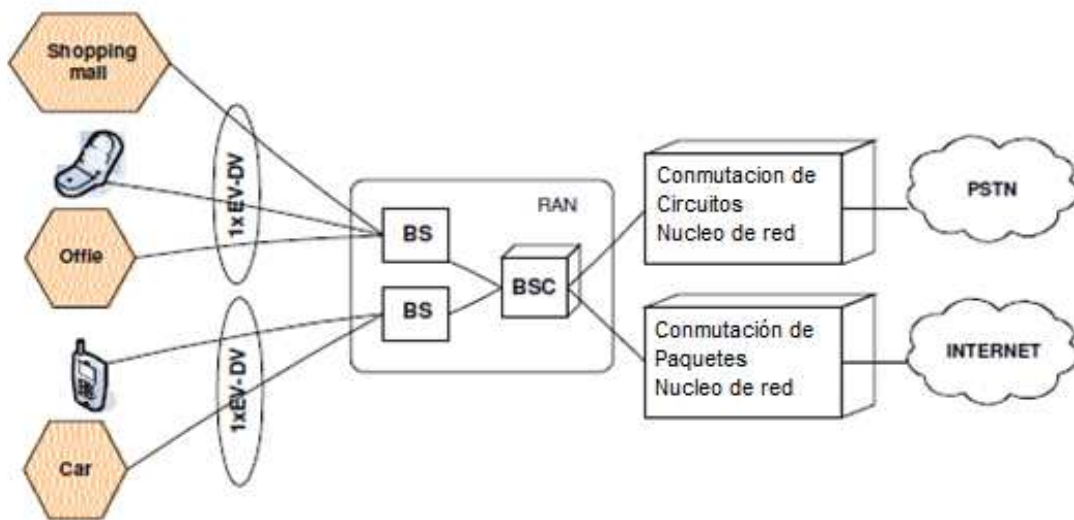 Shopping
mall
1xEV-DV
Offie
RAN
BS
BSC
BS
Conmutacion de
Circuitos
Nucleo de red
PSTN
Conmutación de
Paquetes
Nucleo de red
INTERNET
1xEV-DV
Car